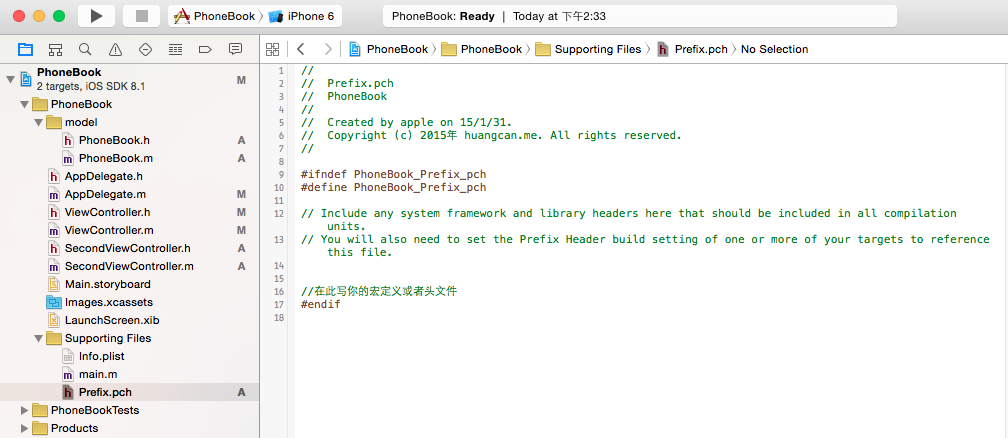 PhoneBook iPhone 6
PhoneBook: Ready | Today at 下午2:33
PhoneBook PhoneBook Supporting Files Prefix.pch No Selection
PhoneBook M
2 targets, iOS SDK 8.1
PhoneBook
model
PhoneBook.h A
PhoneBook.m A
AppDelegate.h
AppDelegate.m M
ViewController.h M
ViewController.m M
SecondViewController.h A
SecondViewController.m A
Main.storyboard
Images.xcassets
LaunchScreen.xib
Supporting Files
Info.plist
main.m
Prefix.pch A
PhoneBookTests
Products
1 //
2 //  Prefix.pch
3 //  PhoneBook
4 //
5 //  Created by apple on 15/1/31.
6 //  Copyright (c) 2015年 huangcan.me. All rights reserved.
7 //
8
9 #ifndef PhoneBook_Prefix_pch
10 #define PhoneBook_Prefix_pch
11
12 // Include any system framework and library headers here that should be included in all compilation
units.
13 // You will also need to set the Prefix Header build setting of one or more of your targets to reference
this file.
14
15
16 //在此写你的宏定义或者头文件
17 #endif
18